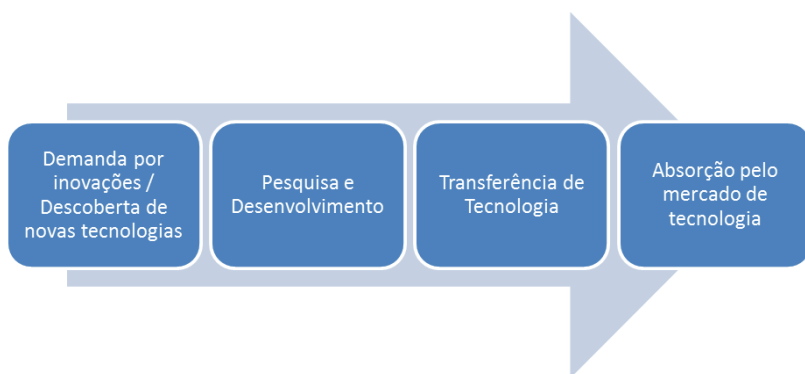 Demanda por
inovações /
Descoberta de
novas tecnologias
Pesquisa e
Desenvolvimento
Transferência de
Tecnologia
Absorção pelo
mercado de
tecnologia